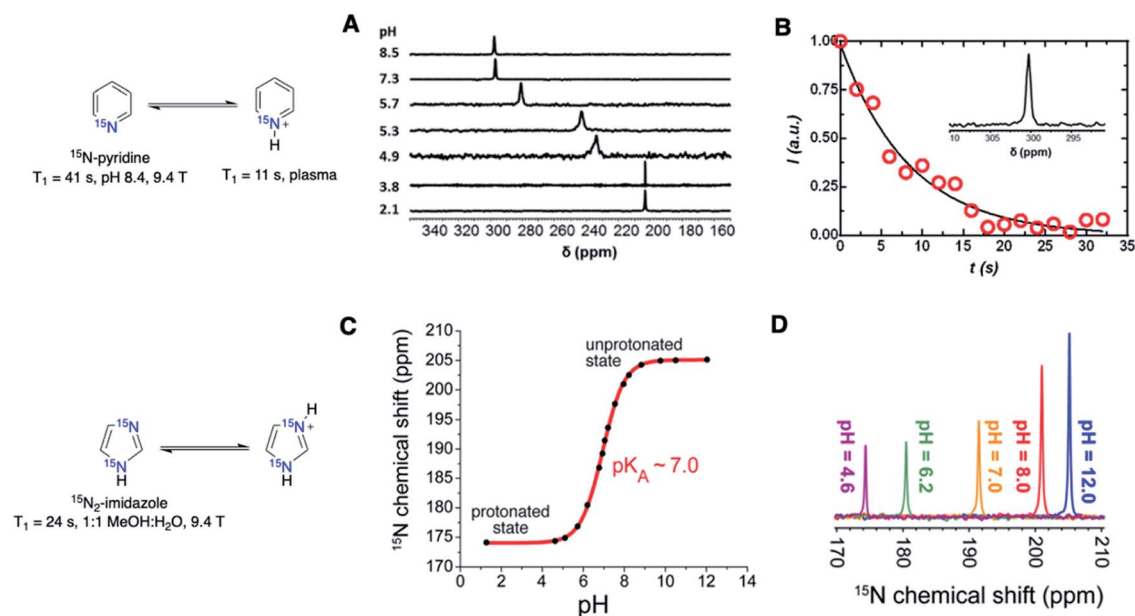 A
pH
8.5
7.3
5.7
5.3
4.9
3.8
2.1
340 320 300 280 260 240 220 200 180 160
δ (ppm)
15N
15N
+
H
¹⁵N-pyridine
T₁ = 41 s, pH 8.4, 9.4 T
T₁ = 11 s, plasma
B
1.00
0.75
0.50
0.25
0.00
I (a.u.)
0 5 10 15 20 25 30 35
t (s)
10 305 300 295
δ (ppm)
15N
15N
H
H
15N
+
15N
H
¹⁵N₂-imidazole
T₁ = 24 s, 1:1 MeOH:H₂O, 9.4 T
C
210
205
200
195
190
185
180
175
170
¹⁵N chemical shift (ppm)
unprotonated
state
pKA ~ 7.0
protonated
state
0 2 4 6 8 10 12 14
pH
D
pH = 4.6
pH = 6.2
pH = 7.0
pH = 8.0
pH = 12.0
170 180 190 200 210
¹⁵N chemical shift (ppm)